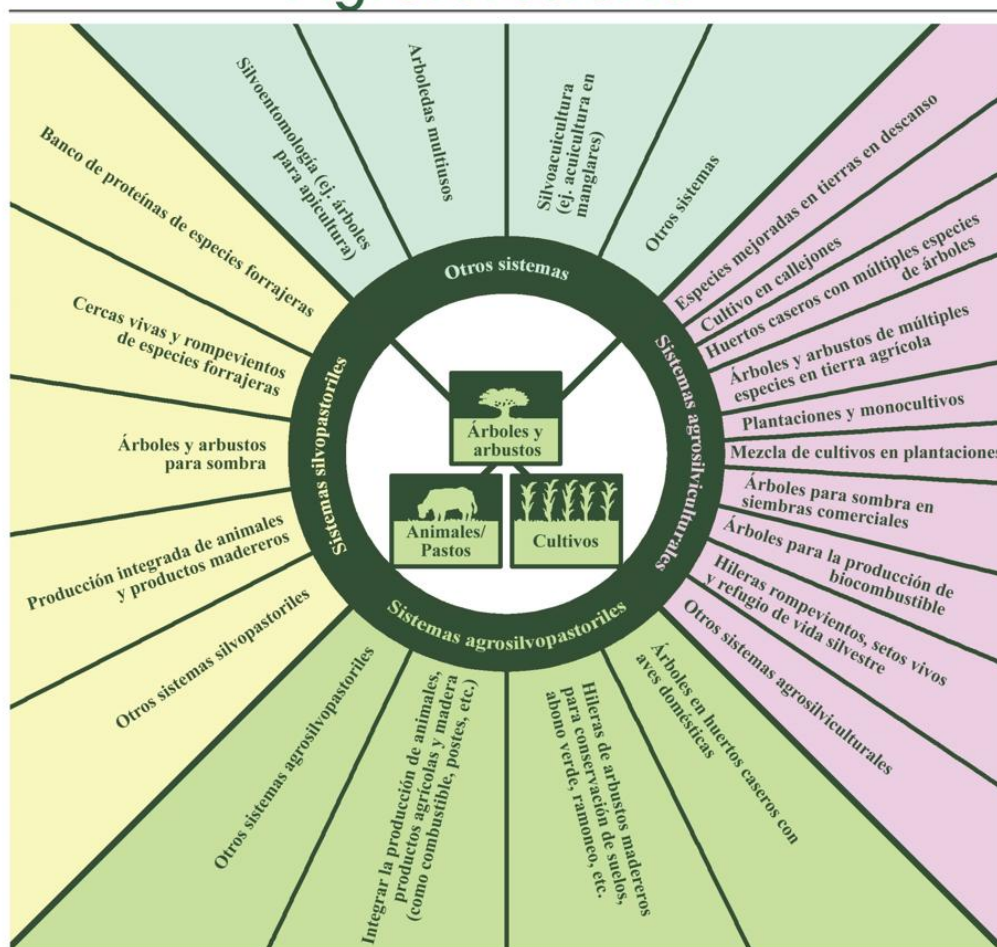 Otros sistemas
Silvoentomología (ej. árboles
para apicultura)
Arboledas multiusos
Silvoacuicultura
(ej. acuicultura en
manglares)
Otros sistemas
Sistemas agrosilviculturales
Especies mejoradas en tierras en descanso
Cultivo en callejones
Huertos caseros con múltiples especies
de árboles
Árboles y arbustos de múltiples
especies en tierra agrícola
Plantaciones y monocultivos
Mezcla de cultivos en plantaciones
Árboles para sombra en
siembras comerciales
Árboles para la producción de
biocombustible
Hileras rompevientos, setos vivos
y refugio de vida silvestre
Otros sistemas agrosilviculturales
Sistemas agrosilvopastoriles
Árboles en huertos caseros con
aves domésticas
Hileras de arbustos madereros
para conservación de suelos,
abono verde, ramoneo, etc.
Integrar la producción de animales,
productos agrícolas y madera
(como combustible, postes, etc.)
Otros sistemas agrosilvopastoriles
Sistemas silvopastoriles
Otros sistemas silvopastoriles
Producción integrada de animales
y productos madereros
Árboles y arbustos
para sombra
Cercas vivas y rompevientos
de especies forrajeras
Banco de proteínas de especies forrajeras
Árboles y
arbustos
Animales/
Pastos
Cultivos